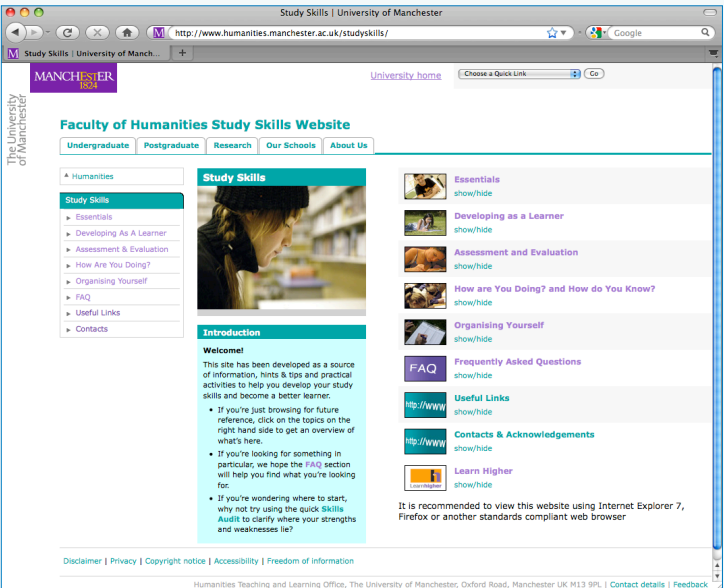 Study Skills | University of Manchester
http://www.humanities.manchester.ac.uk/studyskills/
Google
M Study Skills | University of Manch...
MANCHESTER
1824
The University
of Manchester
University home
Choose a Quick Link
Go
Faculty of Humanities Study Skills Website
Undergraduate
Postgraduate
Research
Our Schools
About Us
Humanities
Study Skills
Essentials
Developing As A Learner
Assessment & Evaluation
How Are You Doing?
Organising Yourself
FAQ
Useful Links
Contacts
Study Skills
Introduction
Welcome!
This site has been developed as a source
of information, hints & tips and practical
activities to help you develop your study
skills and become a better learner.
• If you're just browsing for future
reference, click on the topics on the
right hand side to get an overview of
what's here.
• If you're looking for something in
particular, we hope the FAQ section
will help you find what you're looking
for.
• If you're wondering where to start,
why not try using the quick Skills
Audit to clarify where your strengths
and weaknesses lie?
Essentials
show/hide
Developing as a Learner
show/hide
Assessment and Evaluation
show/hide
How are You Doing? and How do You Know?
show/hide
Organising Yourself
show/hide
FAQ
Frequently Asked Questions
show/hide
http://www
Useful Links
show/hide
http://www
Contacts & Acknowledgements
show/hide
Learnhigher
Learn Higher
show/hide
It is recommended to view this website using Internet Explorer 7,
Firefox or another standards compliant web browser
Disclaimer | Privacy | Copyright notice | Accessibility | Freedom of information
Humanities Teaching and Learning Office, The University of Manchester, Oxford Road, Manchester UK M13 9PL | Contact details | Feedback